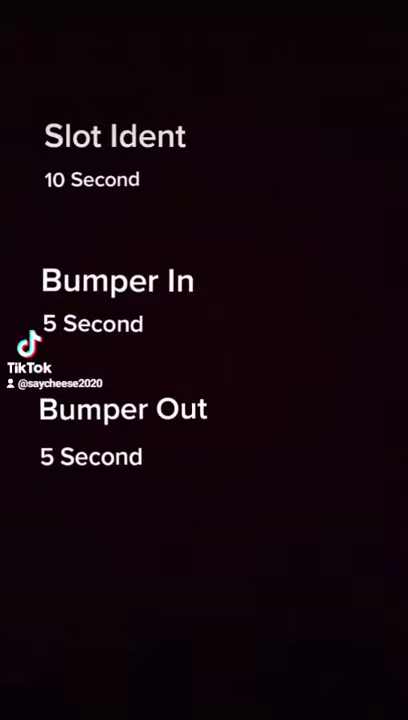 Slot Ident
10 Second
Bumper In
5 Second
TikTok
@saycheese2020
Bumper Out
5 Second